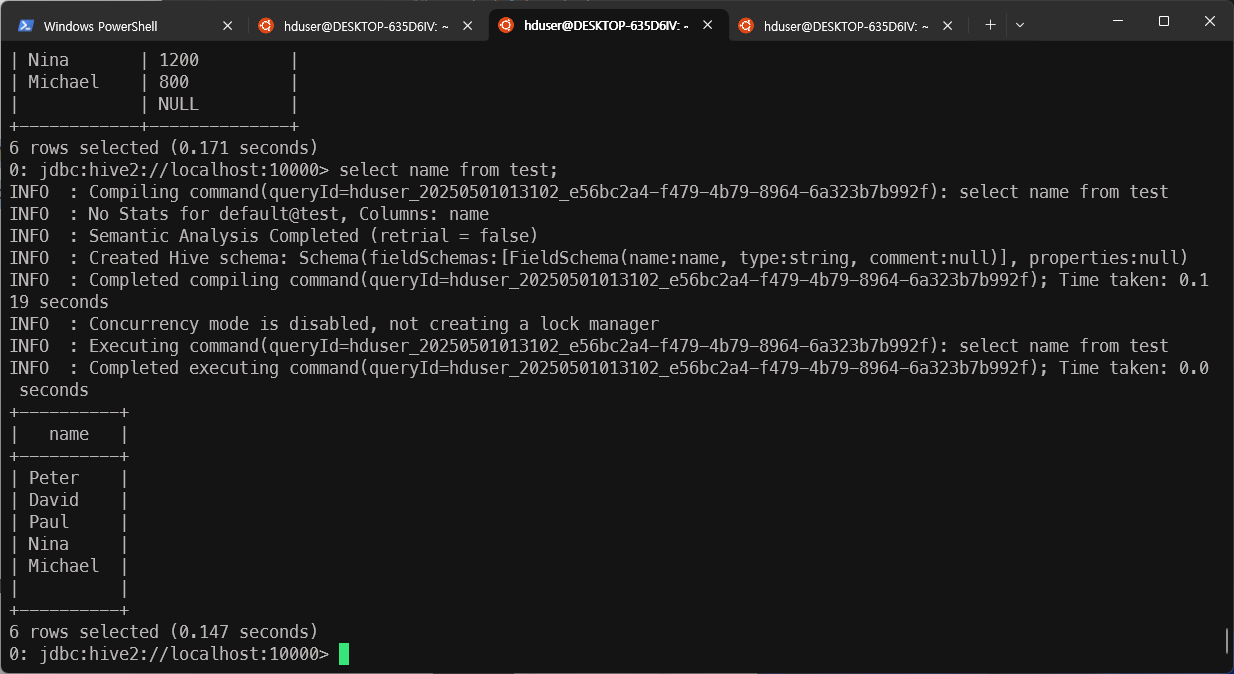 Windows PowerShell
hduser@DESKTOP-635D6IV: ~
hduser@DESKTOP-635D6IV: ~
hduser@DESKTOP-635D6IV: ~
| Nina       | 1200         |
| Michael    | 800          |
|            | NULL         |
+------------+--------------+
6 rows selected (0.171 seconds)
0: jdbc:hive2://localhost:10000> select name from test;
INFO  : Compiling command(queryId=hduser_20250501013102_e56bc2a4-f479-4b79-8964-6a323b7b992f): select name from test
INFO  : No Stats for default@test, Columns: name
INFO  : Semantic Analysis Completed (retrial = false)
INFO  : Created Hive schema: Schema(fieldSchemas:[FieldSchema(name:name, type:string, comment:null)], properties:null)
INFO  : Completed compiling command(queryId=hduser_20250501013102_e56bc2a4-f479-4b79-8964-6a323b7b992f); Time taken: 0.1
19 seconds
INFO  : Concurrency mode is disabled, not creating a lock manager
INFO  : Executing command(queryId=hduser_20250501013102_e56bc2a4-f479-4b79-8964-6a323b7b992f): select name from test
INFO  : Completed executing command(queryId=hduser_20250501013102_e56bc2a4-f479-4b79-8964-6a323b7b992f); Time taken: 0.0
 seconds
+----------+
|   name   |
+----------+
| Peter    |
| David    |
| Paul     |
| Nina     |
| Michael  |
|          |
+----------+
6 rows selected (0.147 seconds)
0: jdbc:hive2://localhost:10000>